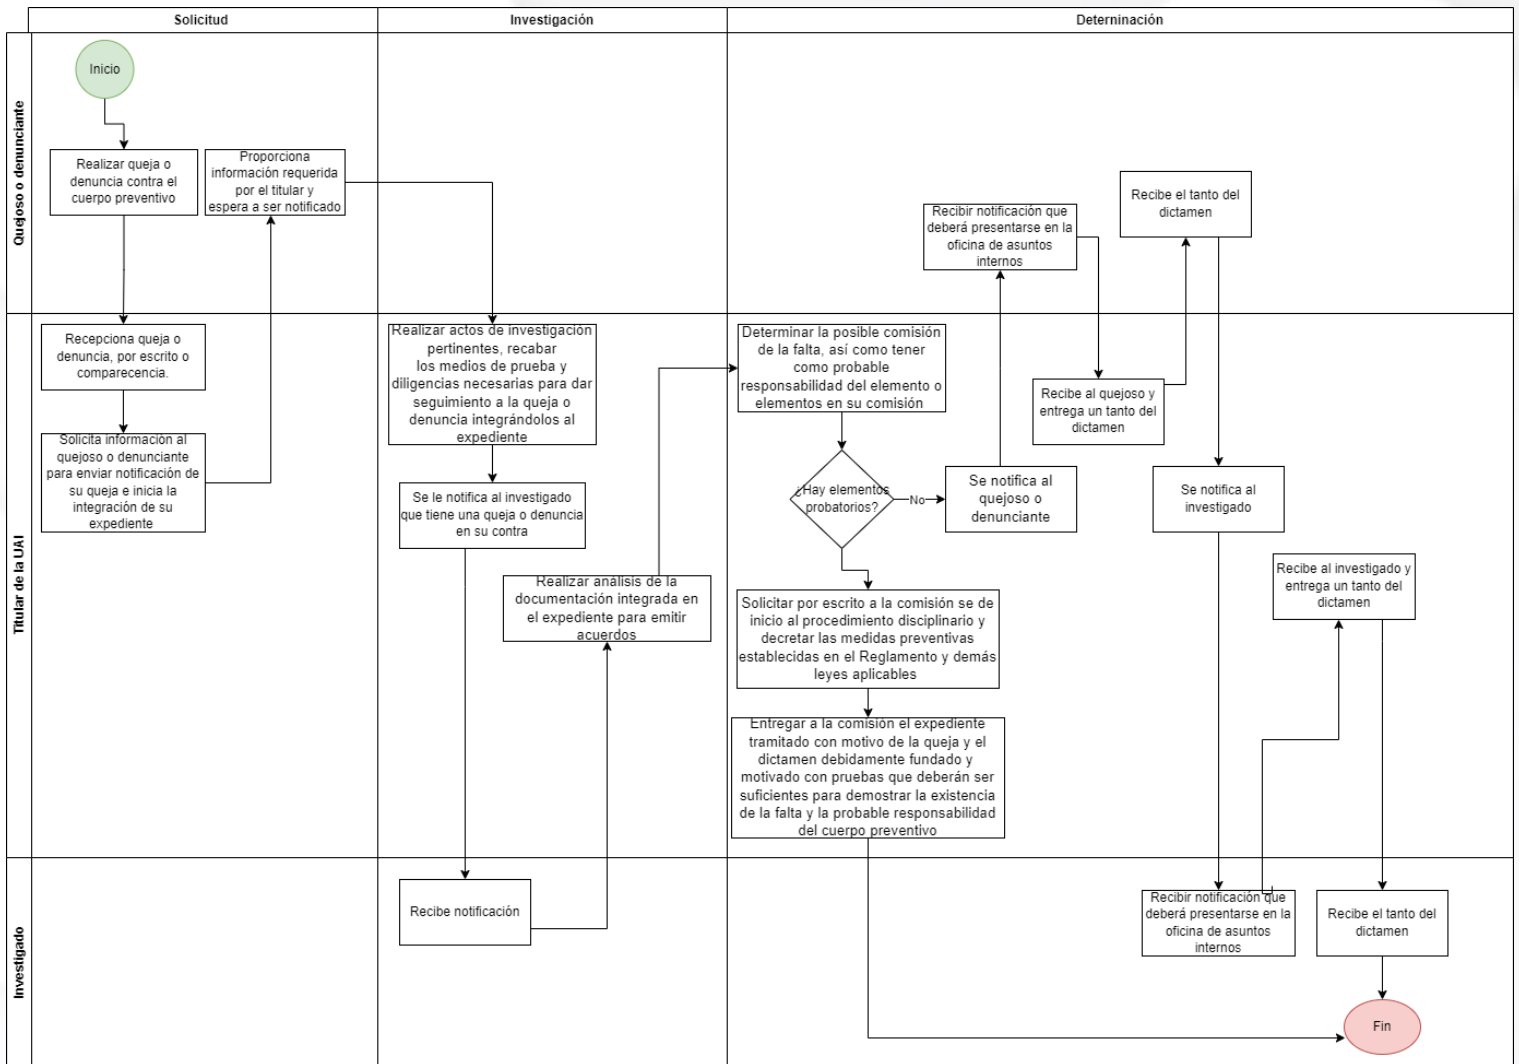 Solicitud
Investigación
Deterninación
Quejoso o denunciante
Inicio
Realizar queja o
denuncia contra el
cuerpo preventivo
Proporciona
información requerida
por el titular y
espera a ser notificado
Recibir notificación que
deberá presentarse en la
oficina de asuntos
internos
Recibe el tanto del
dictamen
Titular de la UAI
Recepciona queja o
denuncia, por escrito o
comparecencia.
Solicita información al
quejoso o denunciante
para enviar notificación de
su queja e inicia la
integración de su
expediente
Realizar actos de investigación
pertinentes, recabar
los medios de prueba y
diligencias necesarias para dar
seguimiento a la queja o
denuncia integrándolos al
expediente
Se le notifica al investigado
que tiene una queja o denuncia
en su contra
Realizar análisis de la
documentación integrada en
el expediente para emitir
acuerdos
Determinar la posible comisión
de la falta, así como tener
como probable
responsabilidad del elemento o
elementos en su comisión
¿Hay elementos
probatorios?
No
Se notifica al
quejoso o
denunciante
Recibe al quejoso y
entrega un tanto del
dictamen
Se notifica al
investigado
Recibe al investigado y
entrega un tanto del
dictamen
Solicitar por escrito a la comisión se de
inicio al procedimiento disciplinario y
decretar las medidas preventivas
establecidas en el Reglamento y demás
leyes aplicables
Entregar a la comisión el expediente
tramitado con motivo de la queja y el
dictamen debidamente fundado y
motivado con pruebas que deberán ser
suficientes para demostrar la existencia
de la falta y la probable responsabilidad
del cuerpo preventivo
Investigado
Recibe notificación
Recibir notificación que
deberá presentarse en la
oficina de asuntos
internos
Recibe el tanto del
dictamen
Fin